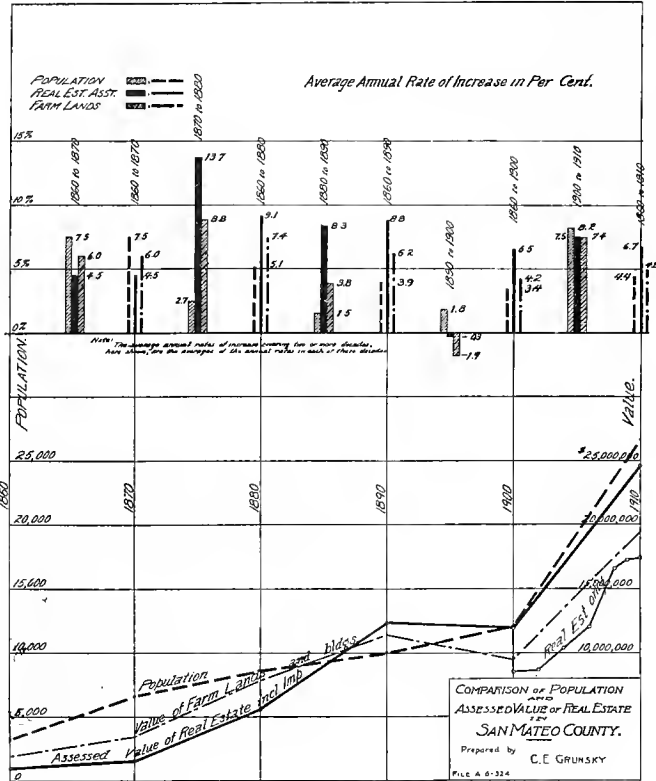 POPULATION
REAL EST. ASST.
FARM LANDS
Average Annual Rate of Increase in Per Cent.
15%
10%
5%
0%
1860 to 1870
1860 to 1870
1870 to 1880
1860 to 1880
1880 to 1890
1860 to 1890
1890 to 1900
1860 to 1900
1900 to 1910
1860 to 1910
7.5
4.5
6.0
7.5
4.5
6.0
2.7
13.7
8.8
5.1
9.1
7.4
1.5
8.3
3.8
3.9
8.8
6.2
1.8
-.03
-1.9
3.4
6.5
4.2
7.5
8.2
7.4
4.4
6.7
Note: The average annual rates of increase covering two or more decades,
here shown, are the averages of the annual rates in each of those decades
POPULATION.
Value.
25,000
20,000
15,600
10,000
5,000
0
$25,000,000
20,000,000
15,000,000
10,000,000
1860
1870
1880
1890
1900
1910
Population
Value of Farm Lands and bldgs.
Assessed Value of Real Estate incl Imp
Real Est only
COMPARISON OF POPULATION
AND
ASSESSED VALUE OF REAL ESTATE
IN
SAN MATEO COUNTY.
Prepared by
C.E GRUNSKY
FILE A 6-324